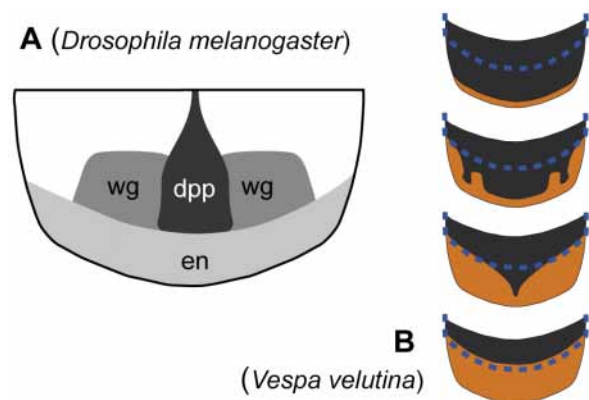 A (Drosophila melanogaster)
wg dpp wg
en
B
(Vespa velutina)